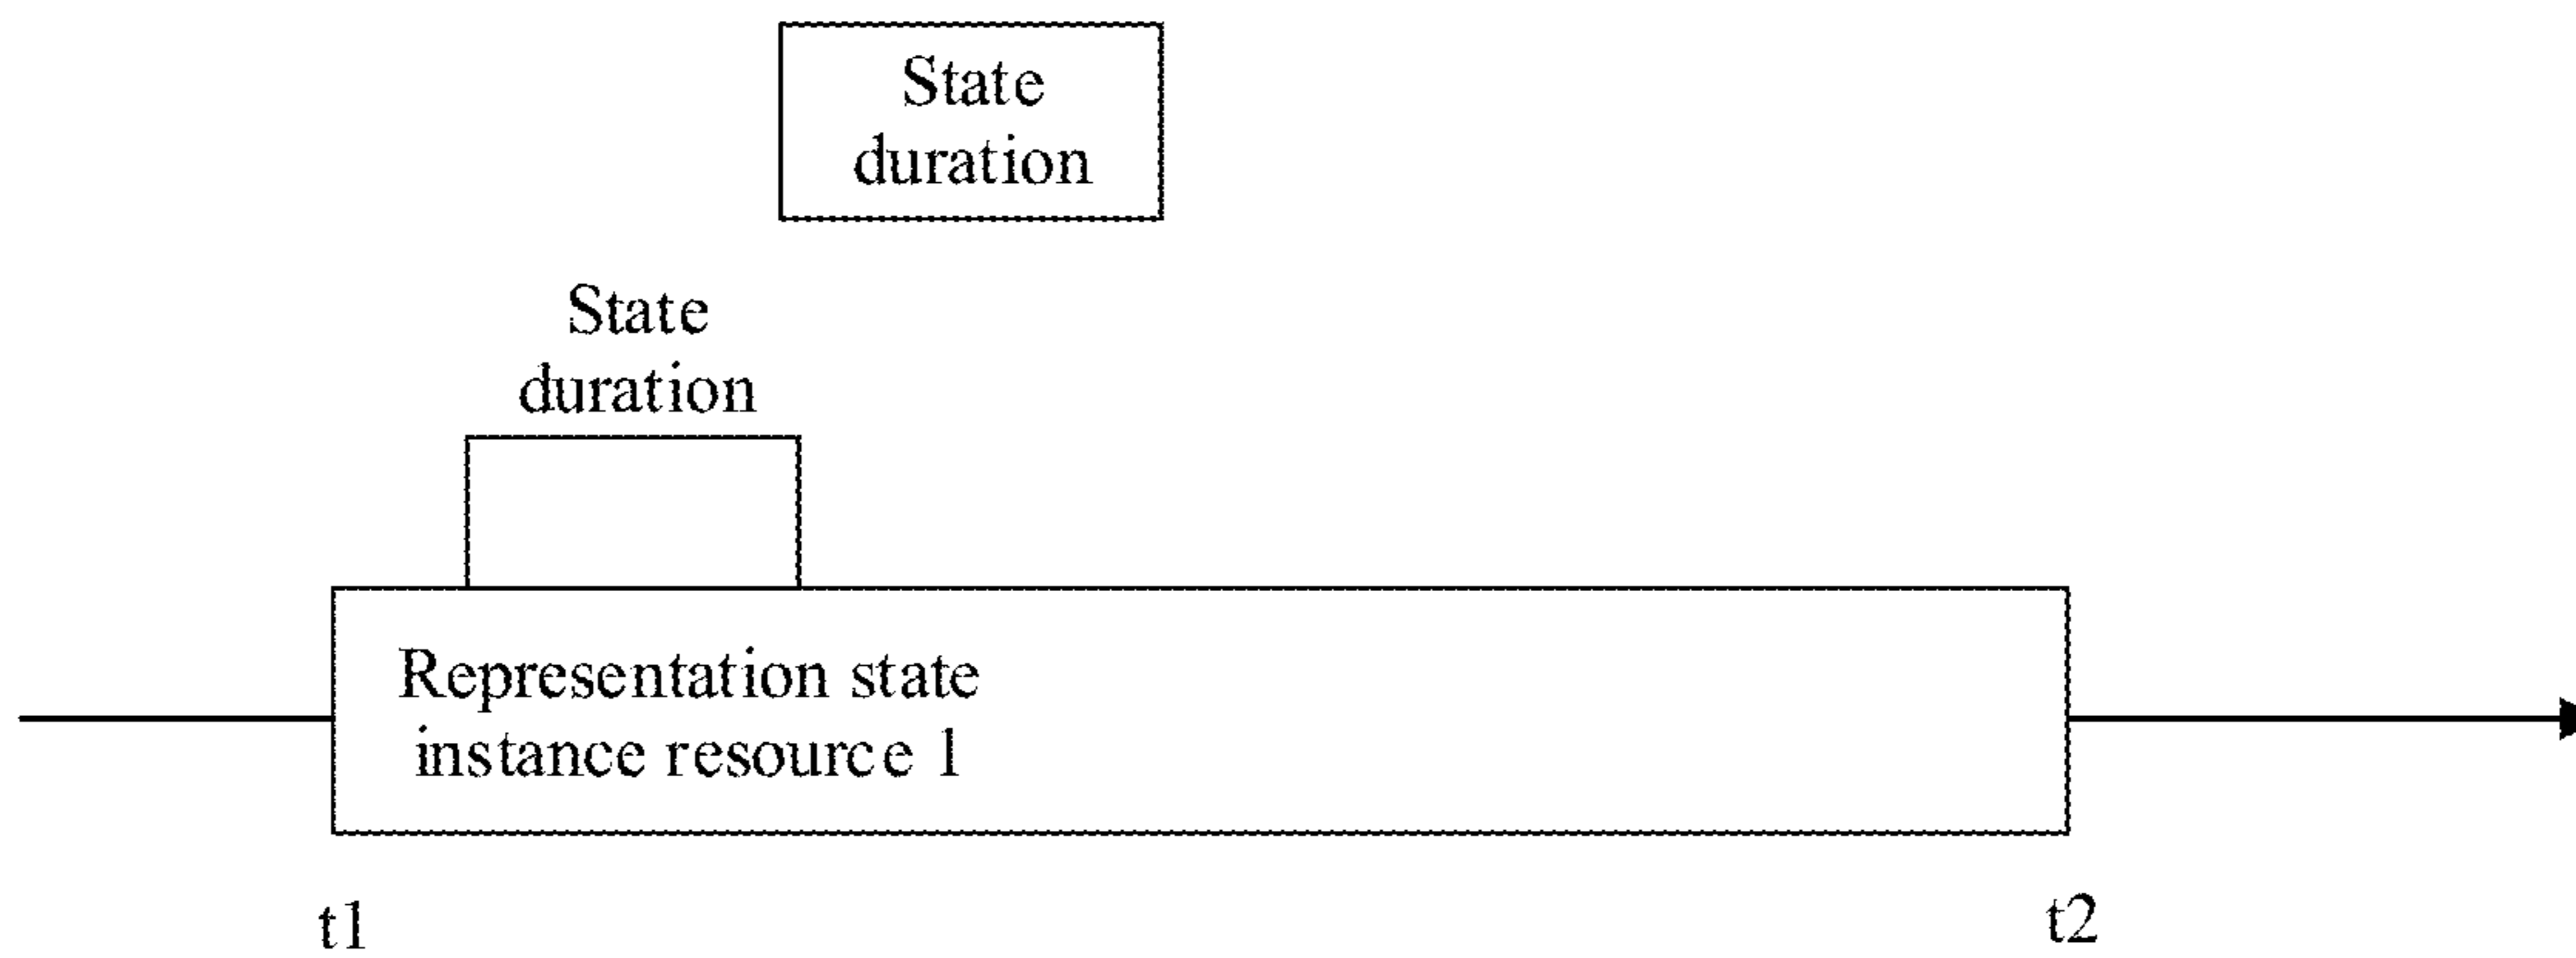 State
duration
State
duration
Representation state
instance resource 1
t1
t2